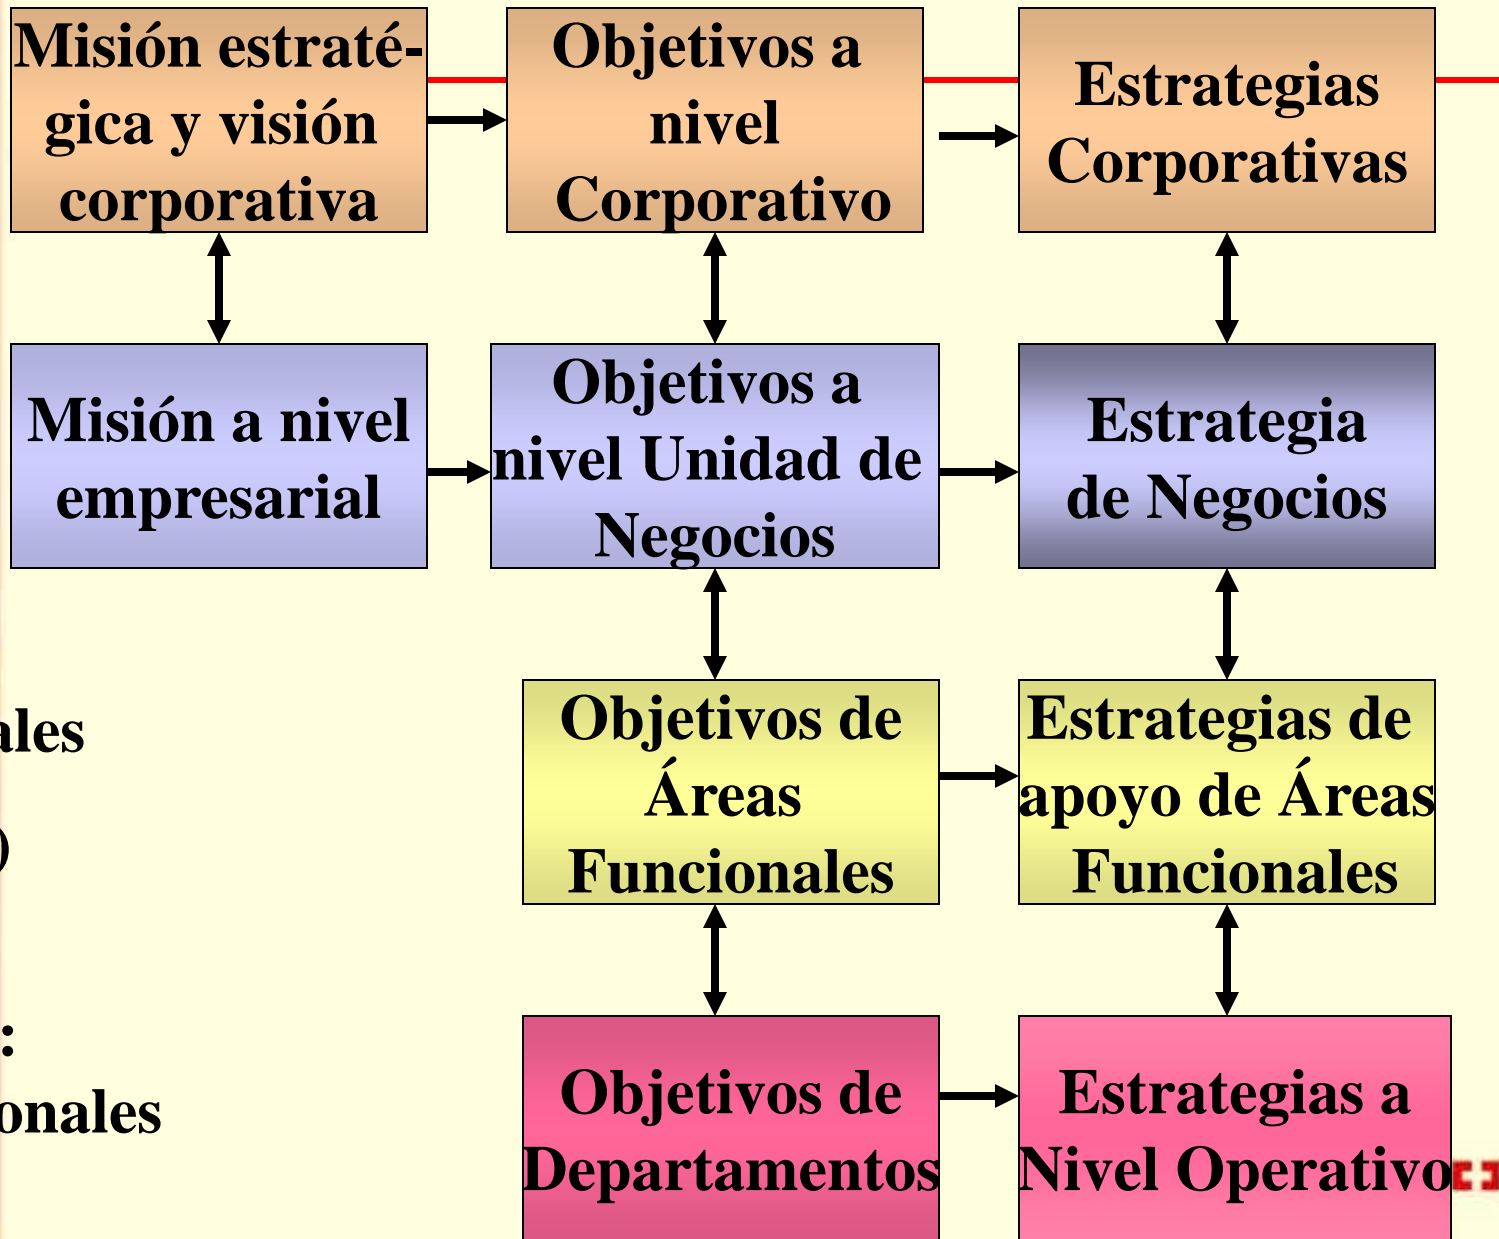 Misión estraté-
gica y visión
corporativa
Objetivos a
nivel
Corporativo
Estrategias
Corporativas
Misión a nivel
empresarial
Objetivos a
nivel Unidad de
Negocios
Estrategia
de Negocios
ales
)
Objetivos de
Áreas
Funcionales
Estrategias de
apoyo de Áreas
Funcionales
:
onales
Objetivos de
Departamentos
Estrategias a
Nivel Operativo